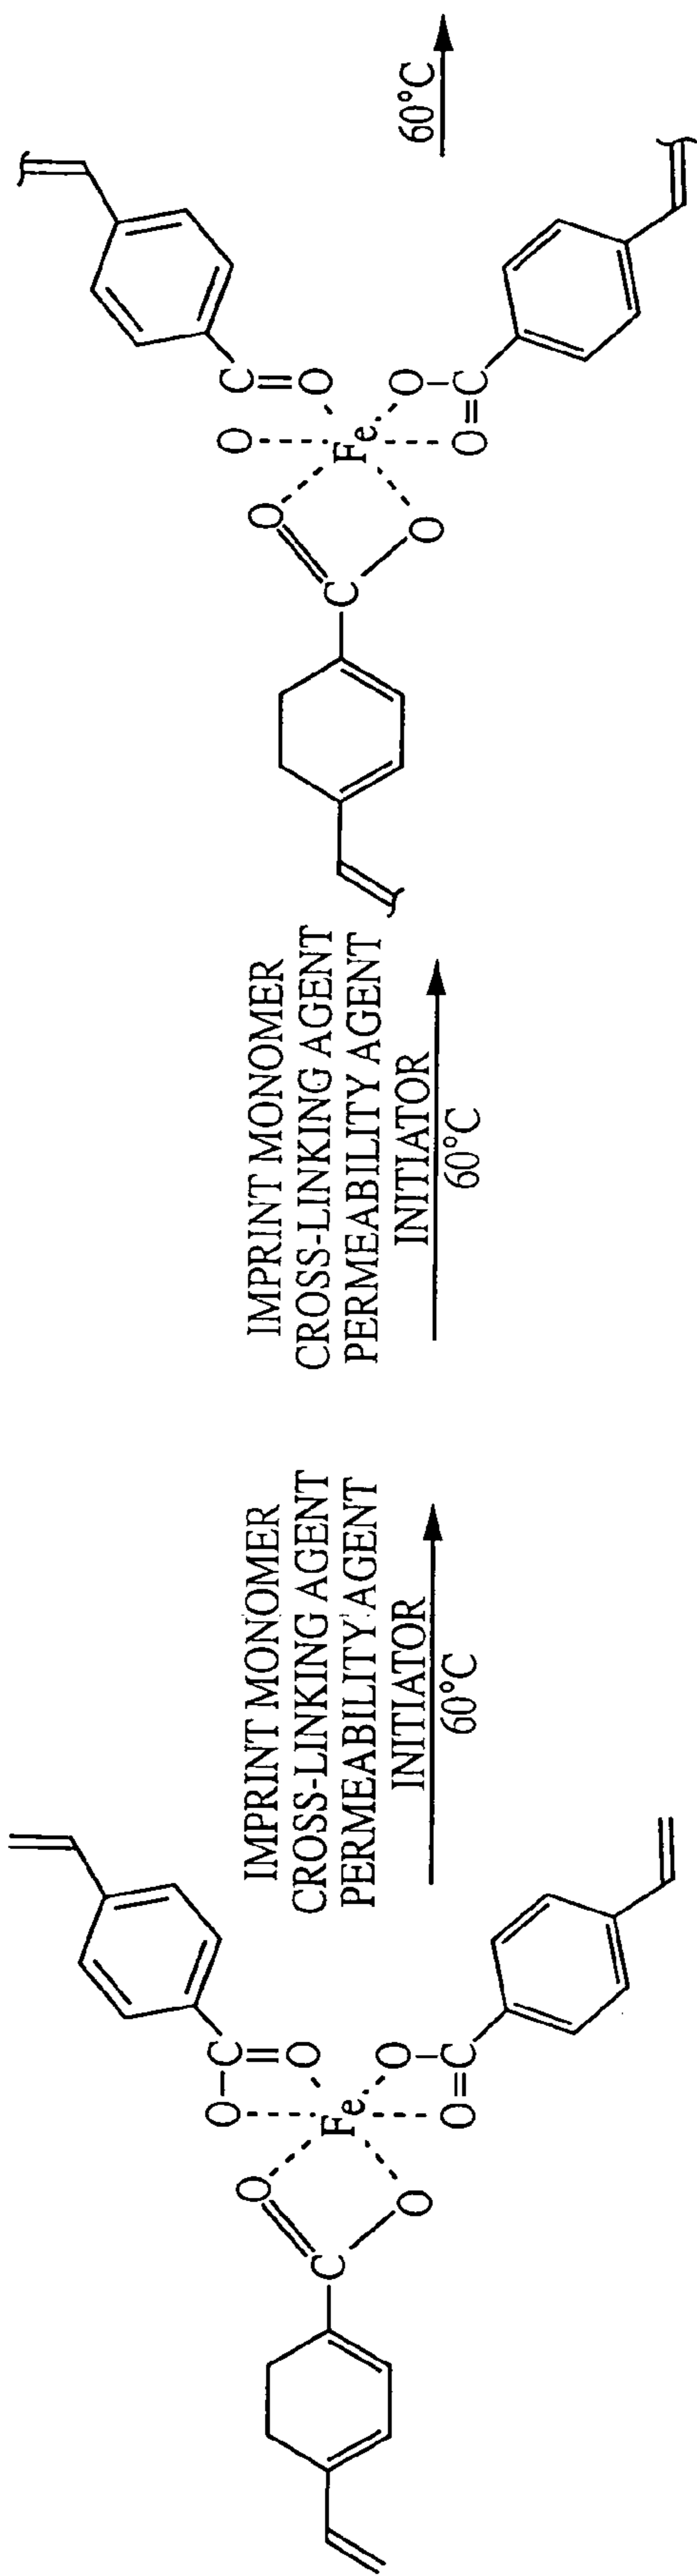 O
C
O
Fe
O
C
O
O
C
O
IMPRINT MONOMER
CROSS-LINKING AGENT
PERMEABILITY AGENT
INITIATOR
60°C
IMPRINT MONOMER
CROSS-LINKING AGENT
PERMEABILITY AGENT
INITIATOR
60°C
O
C
O
Fe
O
C
O
O
C
O
60°C